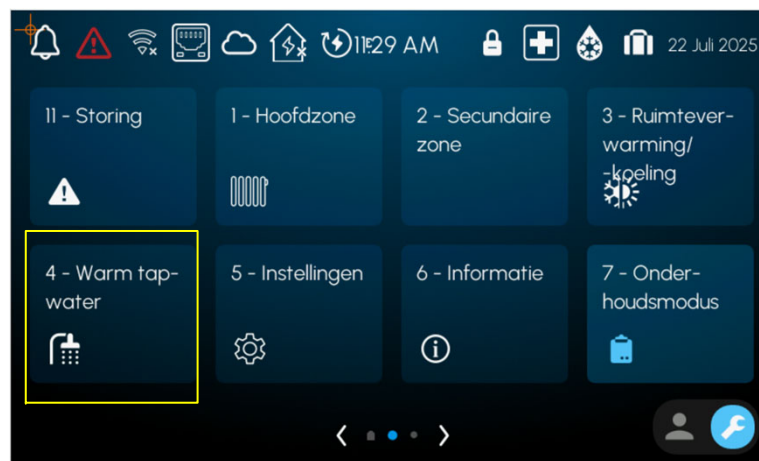 11:29 AM
22 Juli 2025
11 - Storing
1 - Hoofdzone
2 - Secundaire
zone
3 - Ruimtever-
warming/
-koeling
4 - Warm tap-
water
5 - Instellingen
6 - Informatie
7 - Onder-
houdsmodus